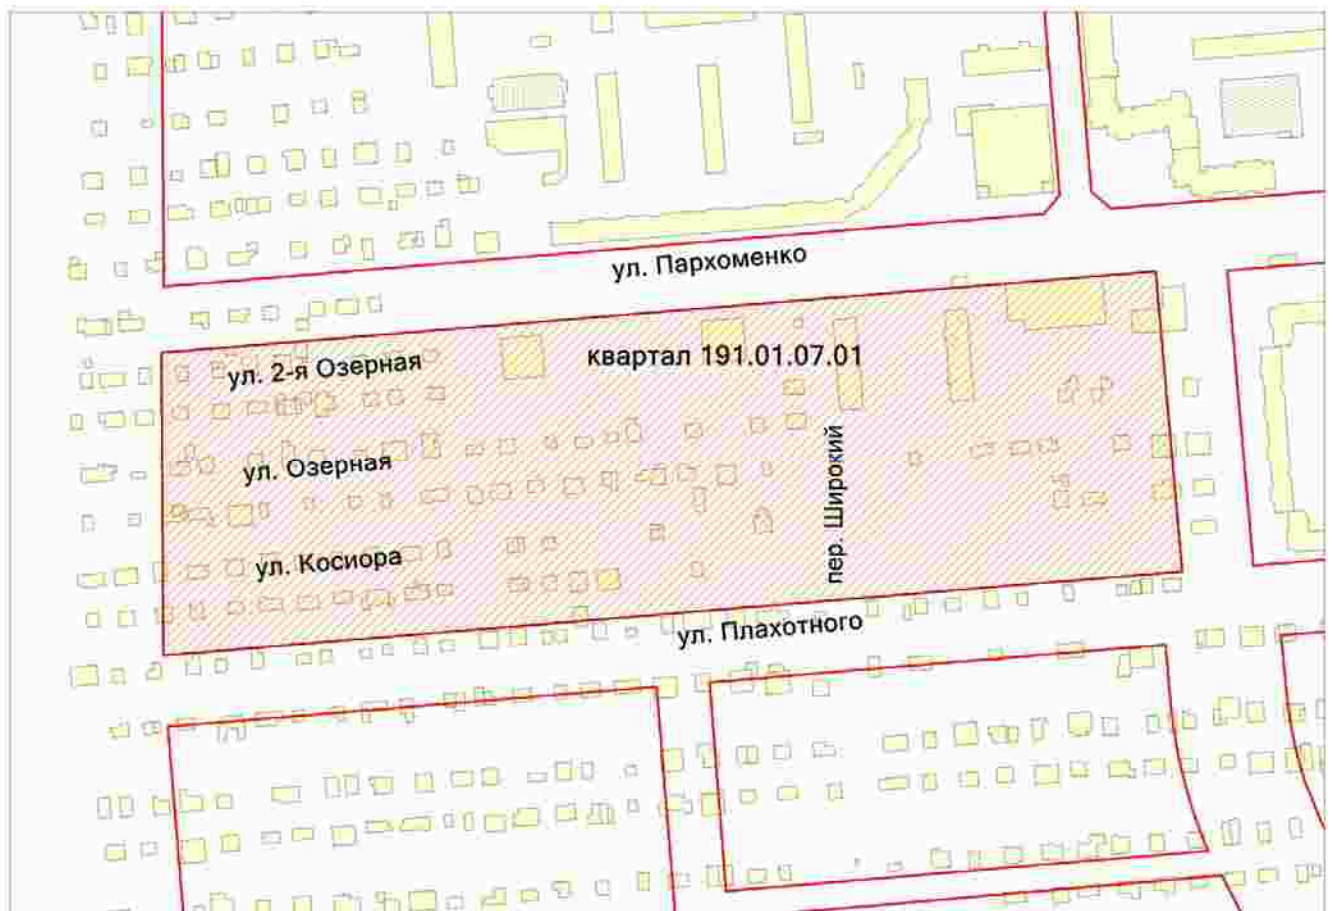 ул. Пархоменко
ул. 2-я Озерная
квартал 191.01.07.01
ул. Озерная
пер. Широкий
ул. Косиора
ул. Плахотного